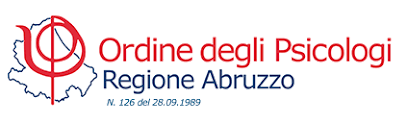 Ordine degli Psicologi
Regione Abruzzo
N. 126 del 28.09.1989